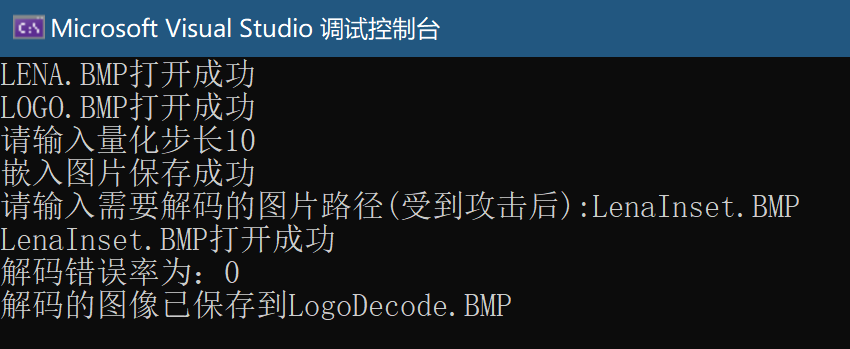 Microsoft Visual Studio 调试控制台
LENA.BMP打开成功
LOGO.BMP打开成功
请输入量化步长10
嵌入图片保存成功
请输入需要解码的图片路径(受到攻击后):LenaInset.BMP
LenaInset.BMP打开成功
解码错误率为：0
解码的图像已保存到LogoDecode.BMP